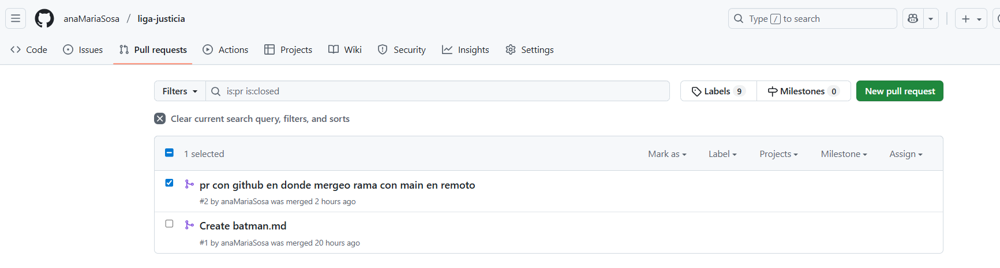 anaMariaSosa / liga-justicia
Type / to search
Code Issues Pull requests Actions Projects Wiki Security Insights Settings
Filters is:pr is:closed Labels 9 Milestones 0 New pull request
Clear current search query, filters, and sorts
1 selected Mark as Label Projects Milestone Assign
pr con github en donde mergeo rama con main en remoto
#2 by anaMariaSosa was merged 2 hours ago
Create batman.md
#1 by anaMariaSosa was merged 20 hours ago